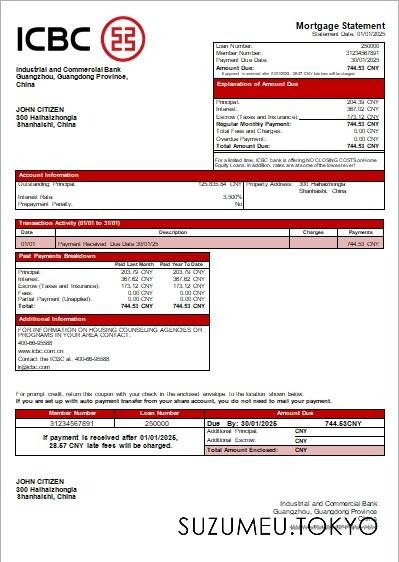 ICBC
Mortgage Statement
Statement Date: 01/01/2025
Industrial and Commercial Bank
Guangzhou, Guangdong Province,
China
Loan Number: 250000
Member Number: 31234567891
Payment Due Date: 30/01/2025
Amount Due: 744.53 CNY
If payment is received after 01/01/2025, 28.57 CNY late fees will be charged.
JOHN CITIZEN
300 Haihaizhongla
Shanhaishi, China
Explanation of Amount Due
Principal: 204.39 CNY
Interest: 367.02 CNY
Escrow (Taxes and Insurance): 173.12 CNY
Regular Monthly Payment: 744.53 CNY
Total Fees and Charges: 0.00 CNY
Overdue Payment: 0.00 CNY
Total Amount Due: 744.53 CNY
For a limited time, ICBC bank is offering NO CLOSING COSTS on Home
Equity Loans. In addition, rates are at some of the lowest ever!
Account Information
Outstanding Principal: 125,835.84 CNY
Interest Rate: 3.500%
Prepayment Penalty: No
Property Address: 300 Haihaizhongla
Shanhaishi, China
Transaction Activity (01/01 to 31/01)
Date Description Charges Payments
01/01 Payment Received Due Date 30/01/25 744.53 CNY
Past Payments Breakdown
Paid Last Month Paid Year To Date
Principal: 203.79 CNY 203.79 CNY
Interest: 367.62 CNY 367.62 CNY
Escrow (Taxes and Insurance): 173.12 CNY 173.12 CNY
Fees: 0.00 CNY 0.00 CNY
Partial Payment (Unapplied): 0.00 CNY 0.00 CNY
Total: 744.53 CNY 744.53 CNY
Additional Information
FOR INFORMATION ON HOUSING COUNSELING AGENCIES OR
PROGRAMS IN YOUR AREA CONTACT:
400-66-95588
www.icbc.com.cn
Contact the ICBC at: 400-66-95588
ir@icbc.com
For prompt credit, return this coupon with your check in the enclosed envelope to the location shown below.
If you are set up with auto payment transfer from your share account, you do not need to mail your payment.
Member Number Loan Number Amount Due
31234567891 250000 Due By: 30/01/2025 744.53CNY
If payment is received after 01/01/2025,
28.57 CNY late fees will be charged.
Additional Principal: CNY
Additional Escrow: CNY
Total Amount Enclosed: CNY
JOHN CITIZEN
300 Haihaizhongla
Shanhaishi, China
Industrial and Commercial Bank
Guangzhou, Guangdong Province
SUZUMEU.TOKYO